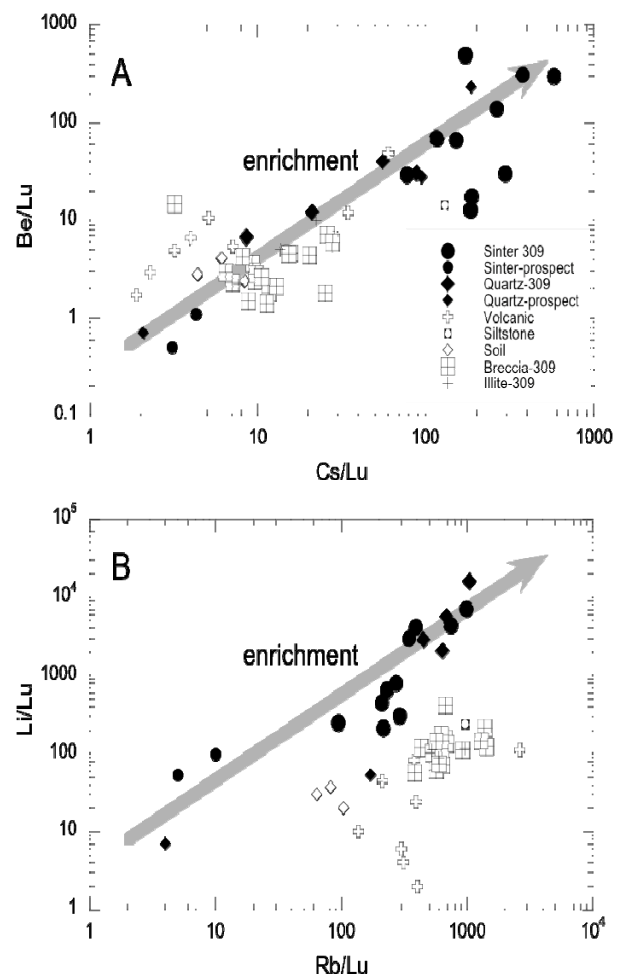 A
1000
100
10
1
0.1
Be/Lu
enrichment
Sinter 309
Sinter-prospect
Quartz-309
Quartz-prospect
Volcanic
Siltstone
Soil
Breccia-309
Illite-309
1 10 100 1000
Cs/Lu
B
10⁵
10⁴
1000
100
10
1
Li/Lu
enrichment
1 10 100 1000 10⁴
Rb/Lu